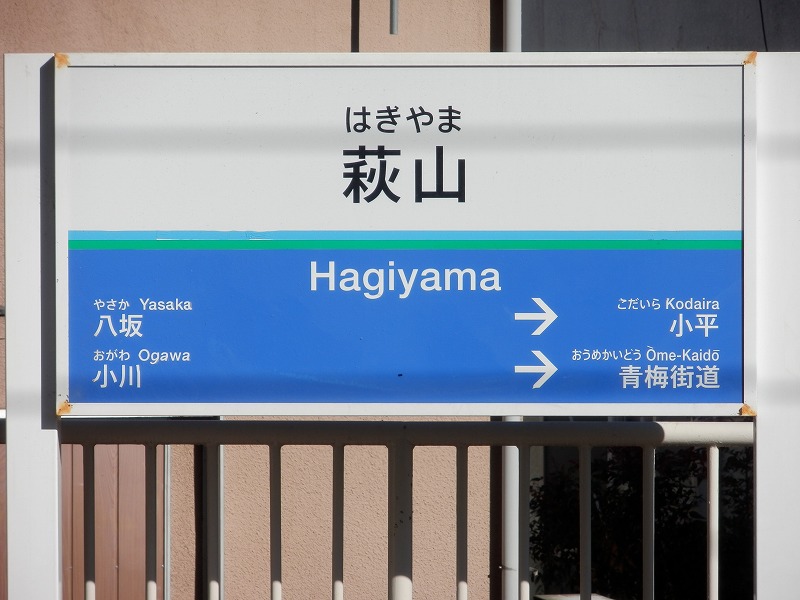 はぎやま
萩山
Hagiyama
やさか Yasaka
八坂
おがわ Ogawa
小川
→ こだいら Kodaira
小平
→ おうめかいどう Ōme-Kaidō
青梅街道